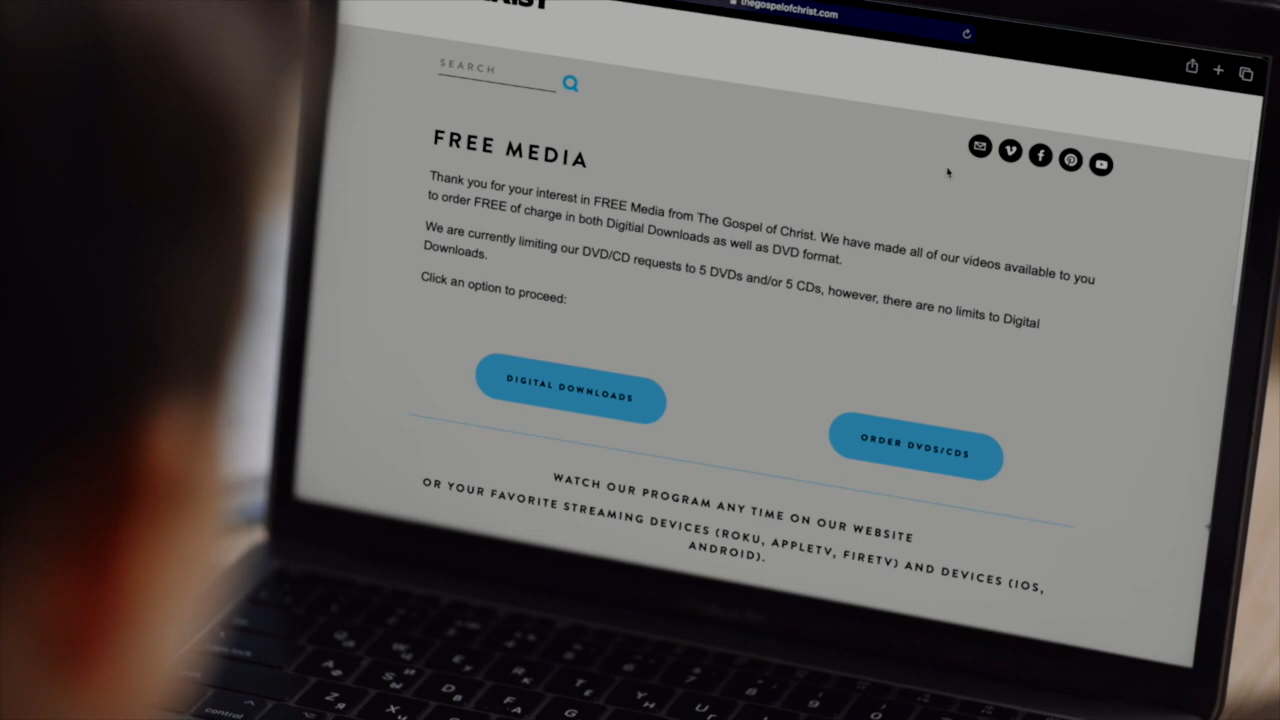 thegospelofchrist.com
SEARCH
FREE MEDIA
Thank you for your interest in FREE Media from The Gospel of Christ. We have made all of our videos available to you
to order FREE of charge in both Digitial Downloads as well as DVD format.
We are currently limiting our DVD/CD requests to 5 DVDs and/or 5 CDs, however, there are no limits to Digital
Downloads.
Click an option to proceed:
DIGITAL DOWNLOADS
ORDER DVDS/CDS
WATCH OUR PROGRAM ANY TIME ON OUR WEBSITE
OR YOUR FAVORITE STREAMING DEVICES (ROKU, APPLETV, FIRETV) AND DEVICES (IOS,
ANDROID).
control